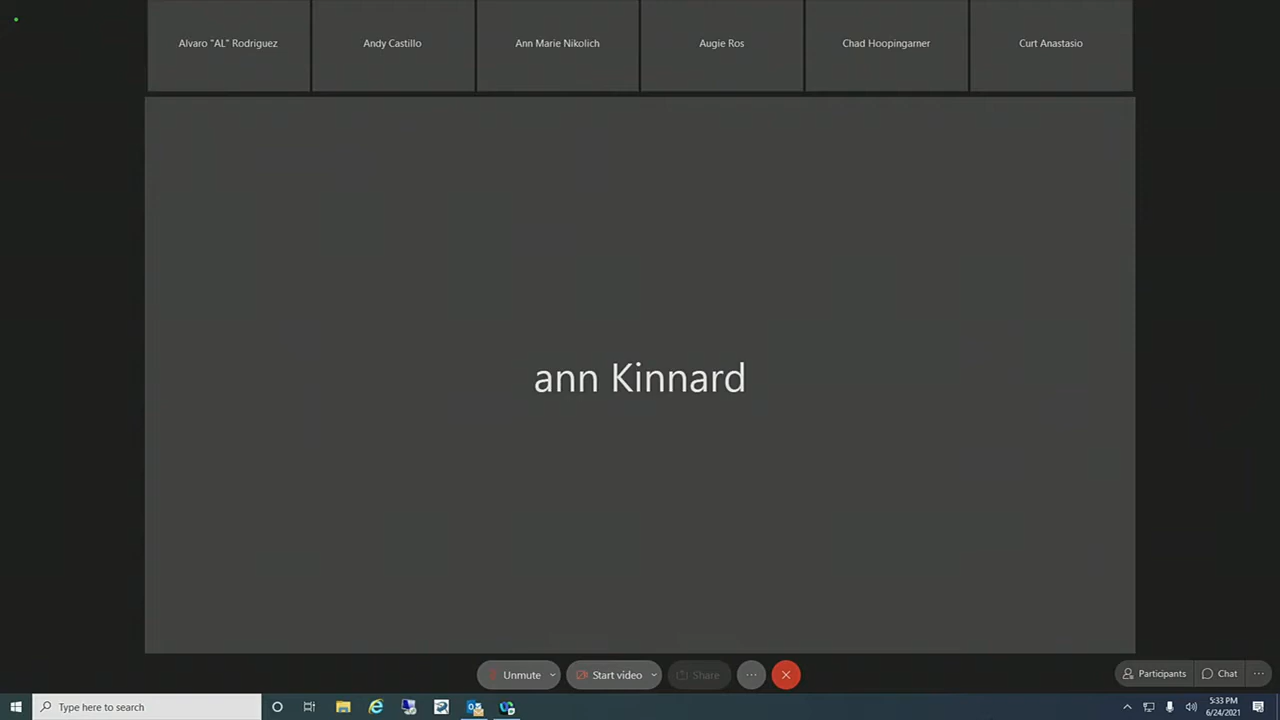 Alvaro "AL" Rodriguez
Andy Castillo
Ann Marie Nikolich
Augie Ros
Chad Hoopingarner
Curt Anastasio
ann Kinnard
Unmute
Start video
Share
Participants
Chat
Type here to search
5:33 PM
6/24/2021